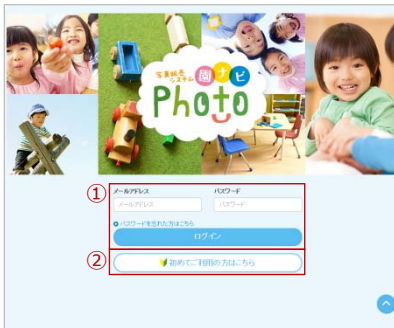 写真販売
システム
園ナビ
Photo
①
メールアドレス
パスワード
メールアドレス
パスワード
パスワードを忘れた方はこちら
ログイン
②
初めてご利用の方はこちら